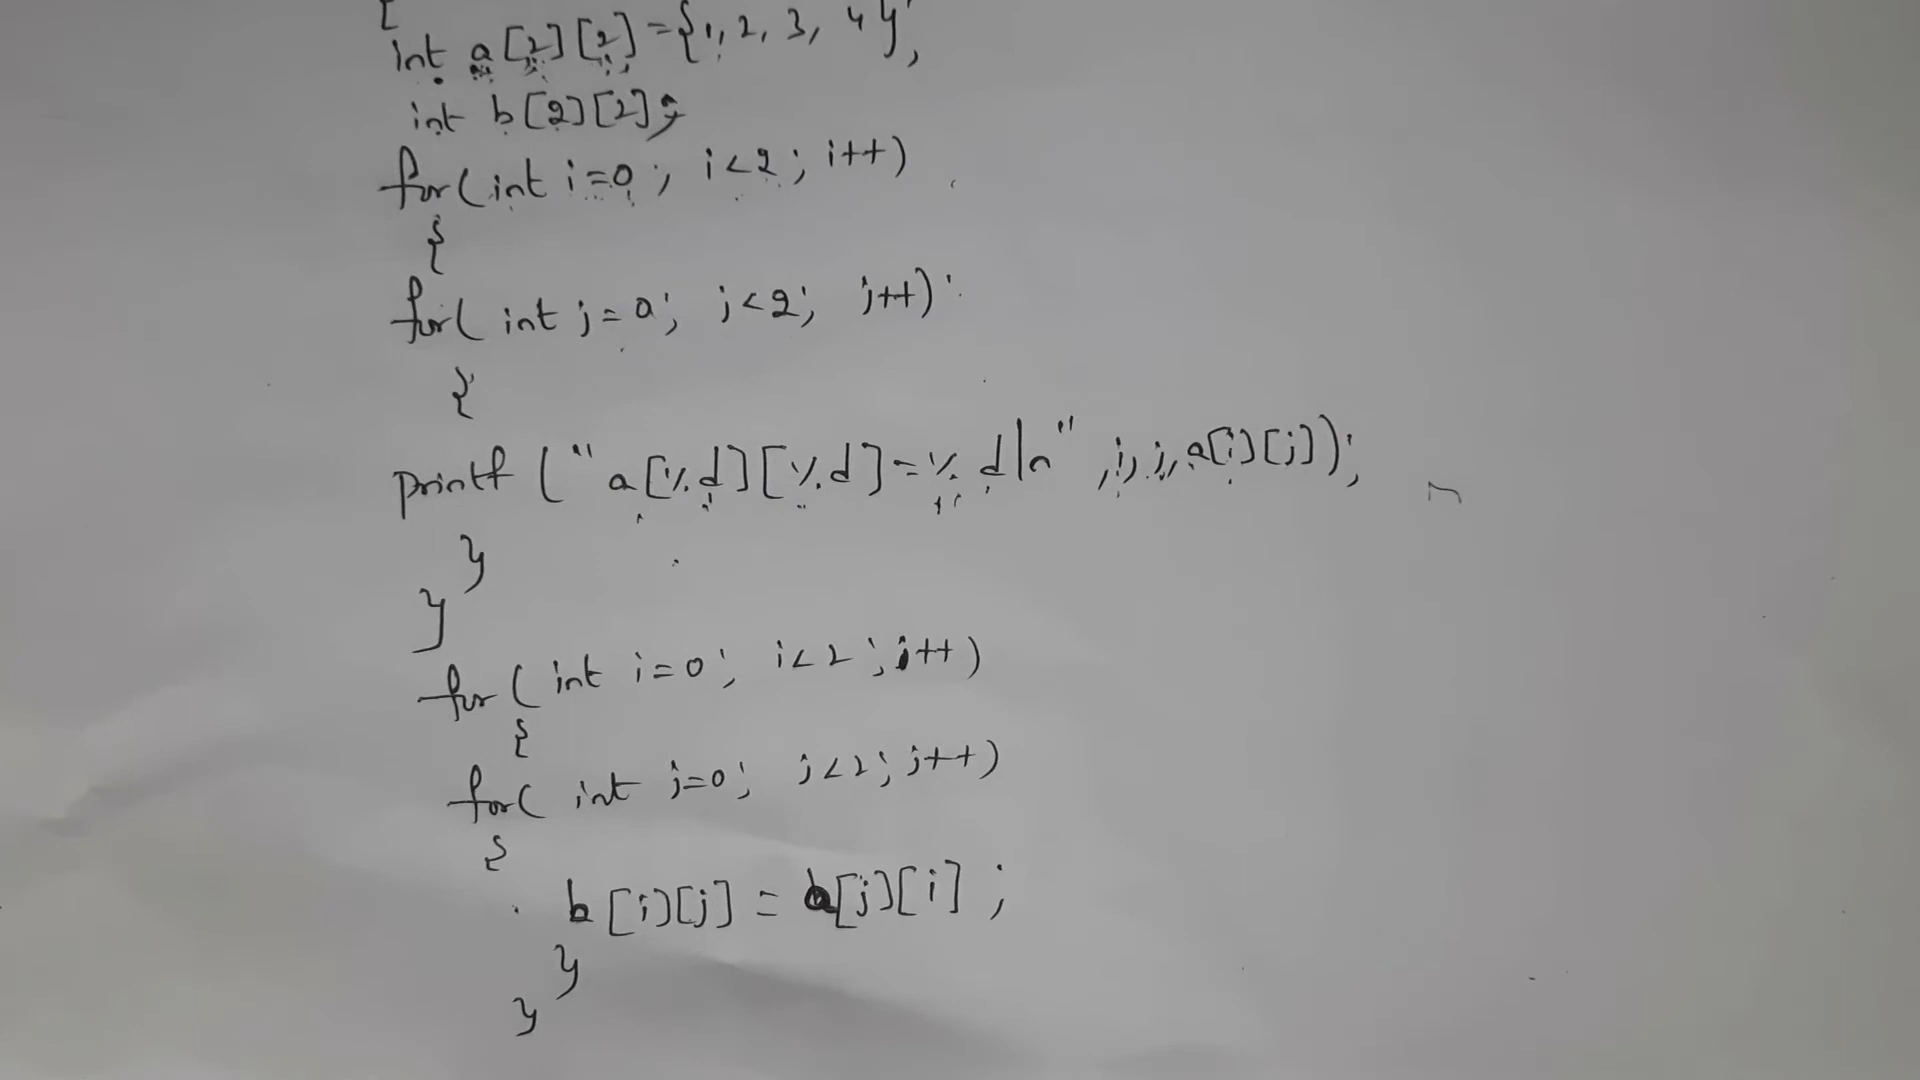 {
int a[2][2]={1,2,3,4};
int b[2][2];
for(int i=0; i<2; i++)
{
for(int j=0; j<2; j++)
{
printf("a[%d][%d]=%d\n",i,j,a[i][j]);
}
}
for(int i=0; i<2; i++)
{
for(int j=0; j<2; j++)
{
b[i][j]=a[j][i];
}
}